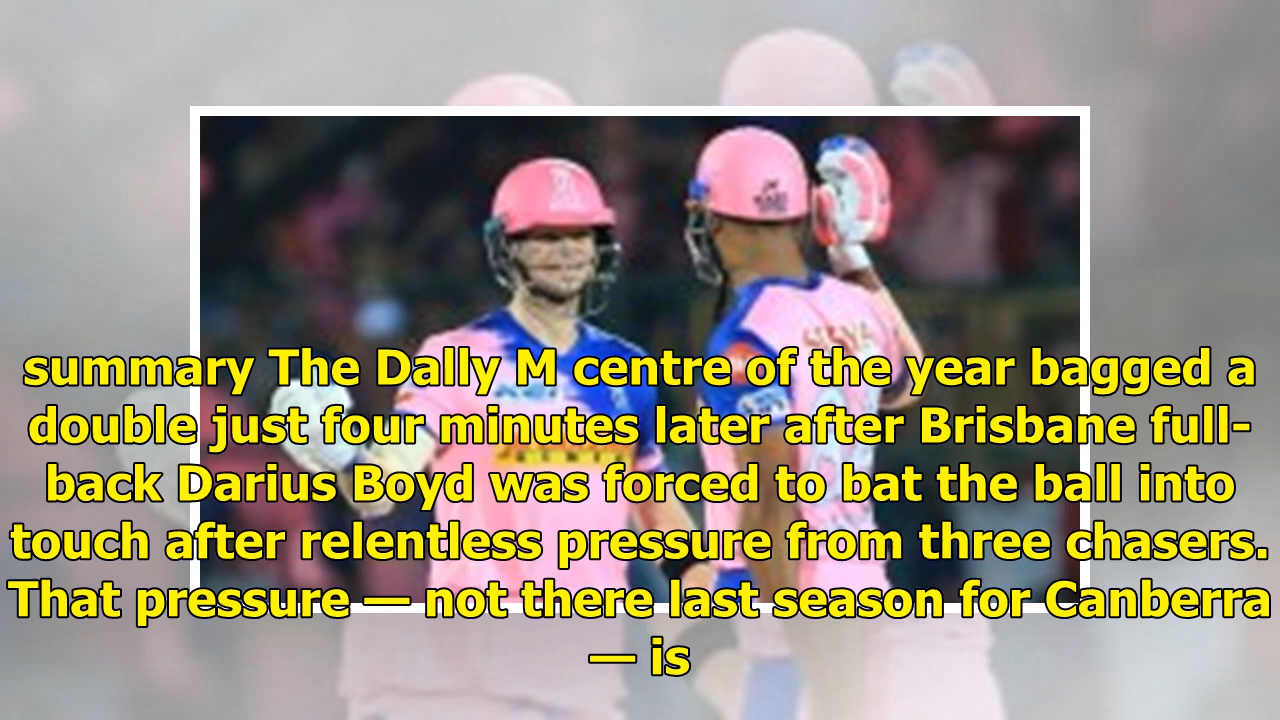 summary The Dally M centre of the year bagged a
double just four minutes later after Brisbane full-
back Darius Boyd was forced to bat the ball into
touch after relentless pressure from three chasers.
That pressure — not there last season for Canberra
— is